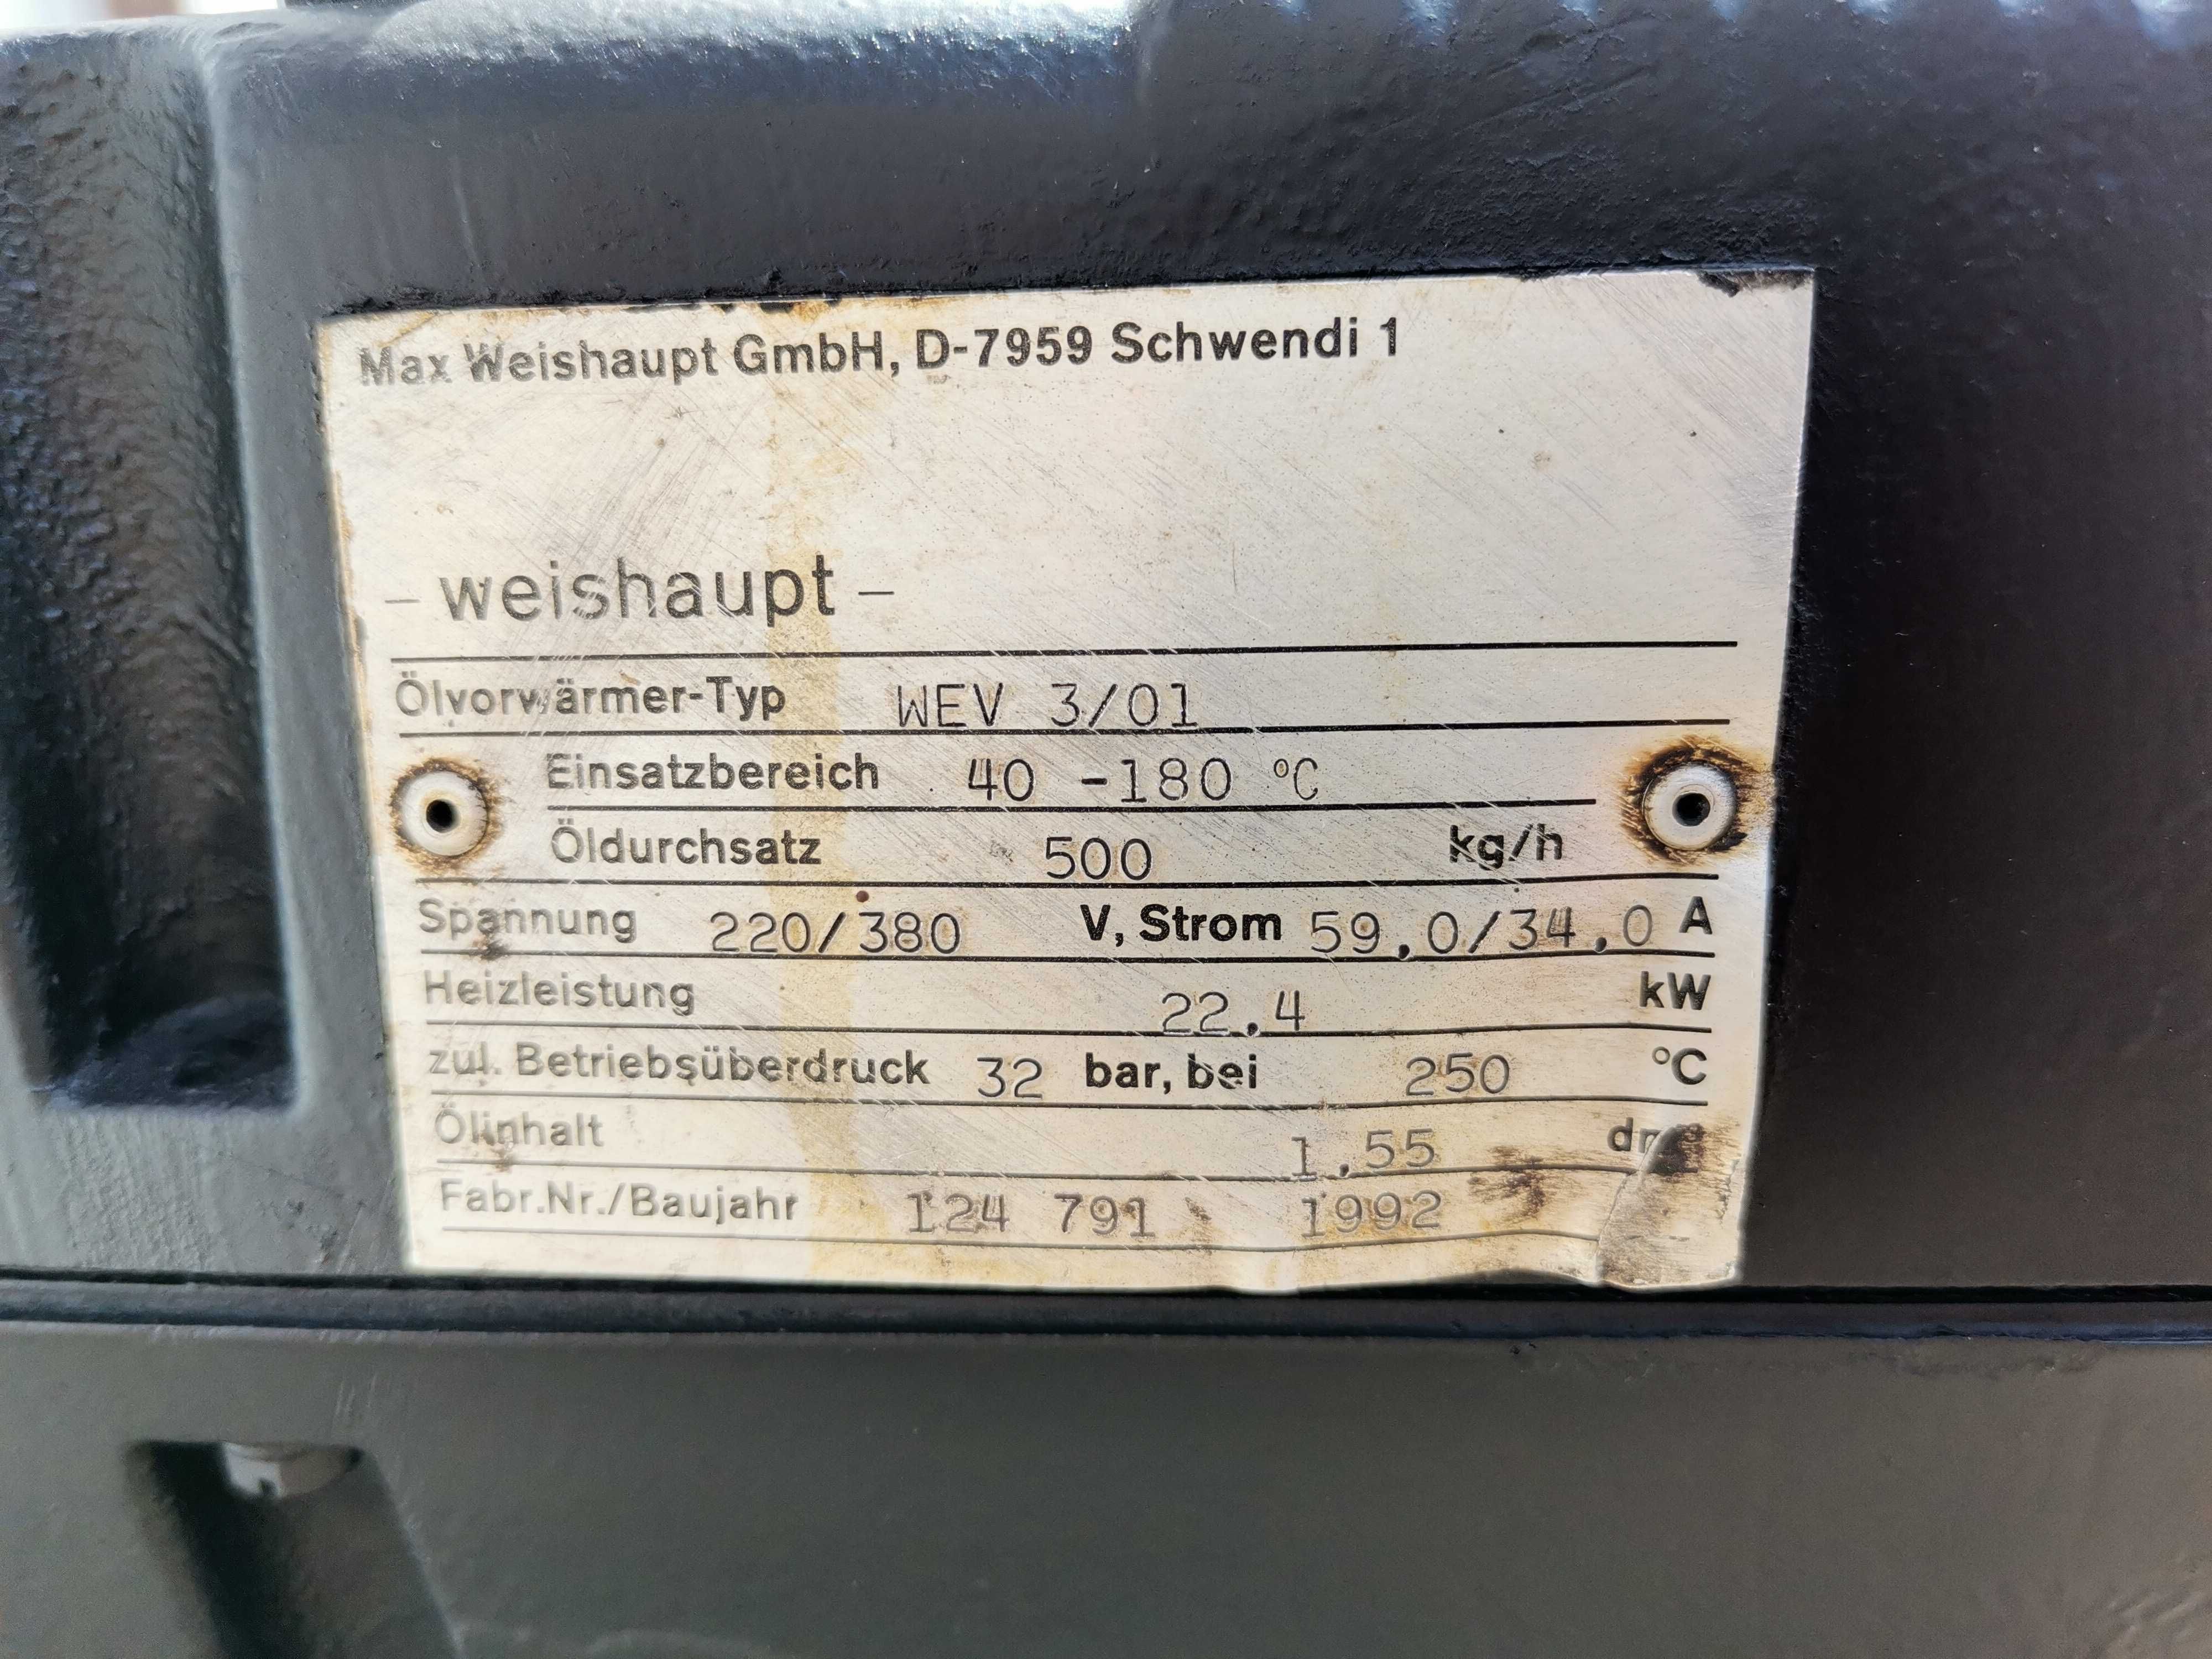 Max Weishaupt GmbH, D-7959 Schwendi 1
– weishaupt –
Ölvorwärmer-Typ WEV 3/01
Einsatzbereich 40 -180 °C
Öldurchsatz 500 kg/h
Spannung 220/380 V, Strom 59,0/34,0 A
Heizleistung 22,4 kW
zul. Betriebsüberdruck 32 bar, bei 250 °C
Ölinhalt 1,55
Fabr.Nr./Baujahr 124 791 1992